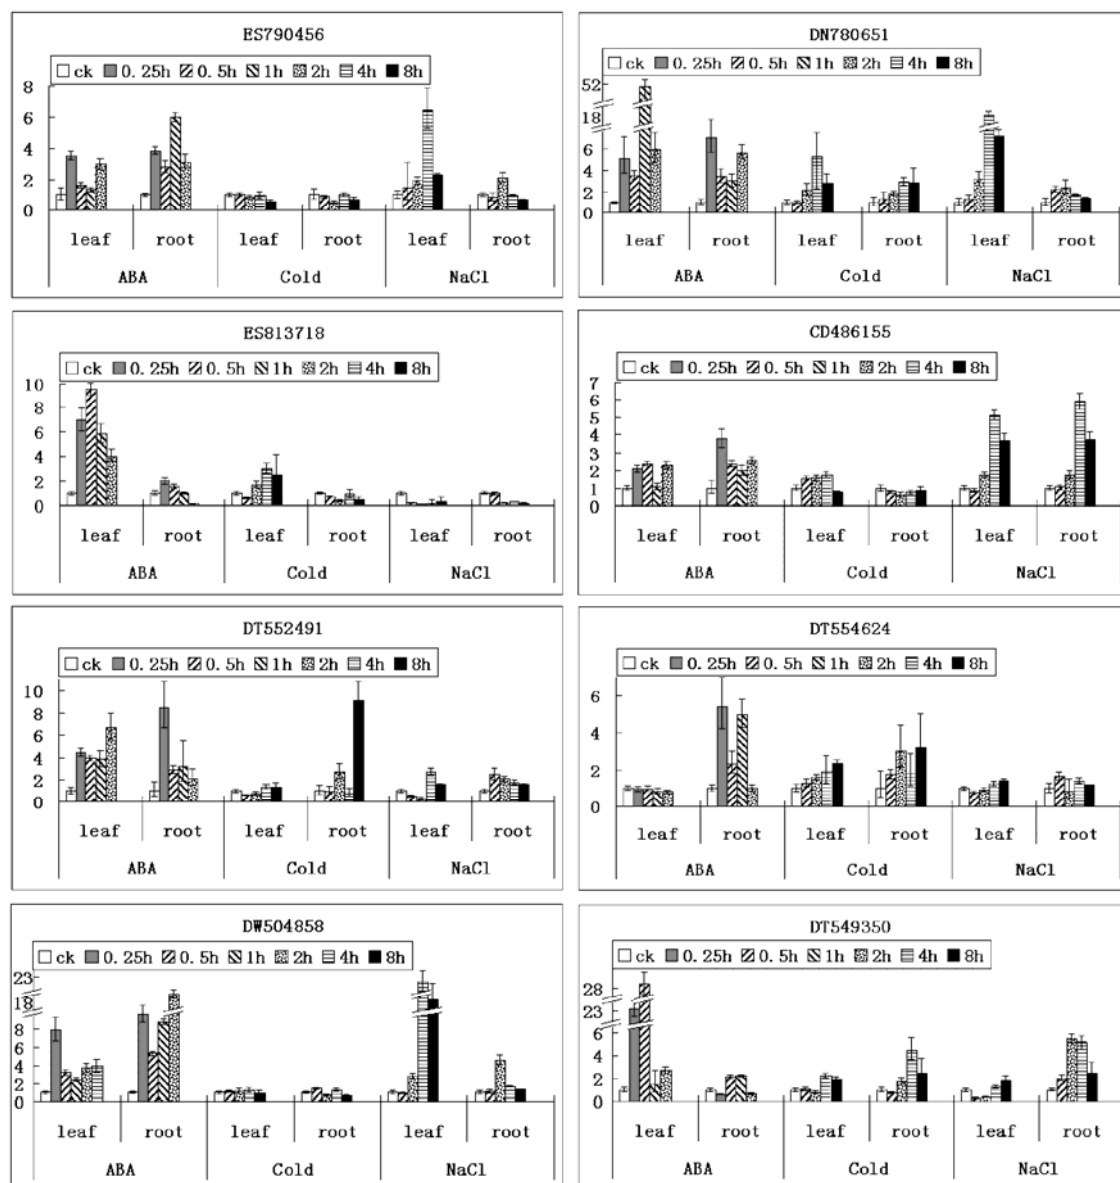 ES790456
ck 0.25h 0.5h 1h 2h 4h 8h
8
6
4
2
0
leaf root leaf root leaf root
ABA Cold NaCl
DN780651
ck 0.25h 0.5h 1h 2h 4h 8h
52
18
6
4
2
0
leaf root leaf root leaf root
ABA Cold NaCl
ES813718
ck 0.25h 0.5h 1h 2h 4h 8h
10
8
6
4
2
0
leaf root leaf root leaf root
ABA Cold NaCl
CD486155
ck 0.25h 0.5h 1h 2h 4h 8h
7
6
5
4
3
2
1
0
leaf root leaf root leaf root
ABA Cold NaCl
DT552491
ck 0.25h 0.5h 1h 2h 4h 8h
10
8
6
4
2
0
leaf root leaf root leaf root
ABA Cold NaCl
DT554624
ck 0.25h 0.5h 1h 2h 4h 8h
6
4
2
0
leaf root leaf root leaf root
ABA Cold NaCl
DW504858
ck 0.25h 0.5h 1h 2h 4h 8h
23
18
8
6
4
2
0
leaf root leaf root leaf root
ABA Cold NaCl
DT549350
ck 0.25h 0.5h 1h 2h 4h 8h
28
23
6
4
2
0
leaf root leaf root leaf root
ABA Cold NaCl